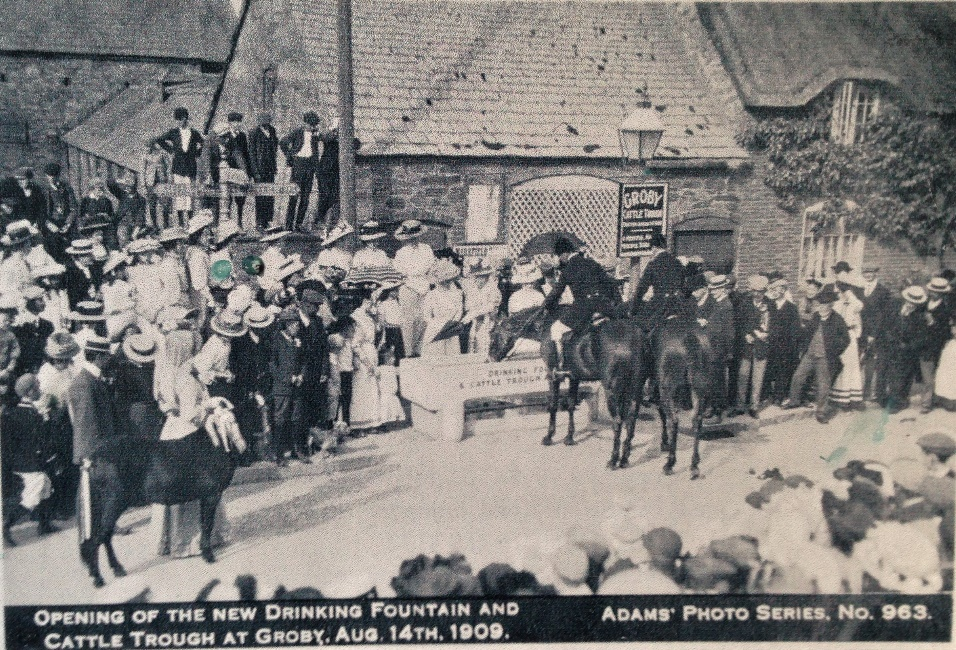 GROBY
CATTLE TROUGH
DRINKING FO
& CATTLE TROUGH
OPENING OF THE NEW DRINKING FOUNTAIN AND
CATTLE TROUGH AT GROBY, AUG. 14TH, 1909.
ADAMS' PHOTO SERIES, NO. 963.